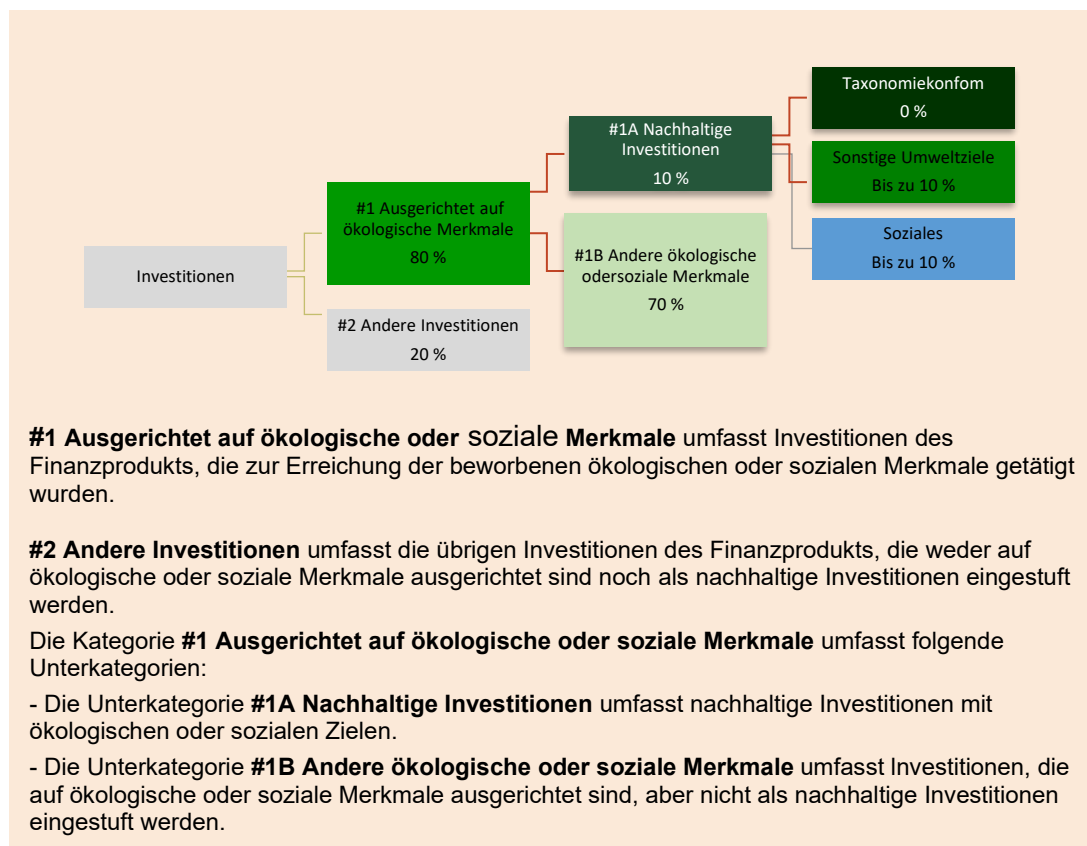 Taxonomiekonfom
0 %
#1A Nachhaltige
Investitionen
10 %
Sonstige Umweltziele
Bis zu 10 %
#1 Ausgerichtet auf
ökologische Merkmale
80 %
Soziales
Bis zu 10 %
#1B Andere ökologische
odersoziale Merkmale
70 %
Investitionen
#2 Andere Investitionen
20 %
#1 Ausgerichtet auf ökologische oder soziale Merkmale umfasst Investitionen des
Finanzprodukts, die zur Erreichung der beworbenen ökologischen oder sozialen Merkmale getätigt
wurden.
#2 Andere Investitionen umfasst die übrigen Investitionen des Finanzprodukts, die weder auf
ökologische oder soziale Merkmale ausgerichtet sind noch als nachhaltige Investitionen eingestuft
werden.
Die Kategorie #1 Ausgerichtet auf ökologische oder soziale Merkmale umfasst folgende
Unterkategorien:
- Die Unterkategorie #1A Nachhaltige Investitionen umfasst nachhaltige Investitionen mit
ökologischen oder sozialen Zielen.
- Die Unterkategorie #1B Andere ökologische oder soziale Merkmale umfasst Investitionen, die
auf ökologische oder soziale Merkmale ausgerichtet sind, aber nicht als nachhaltige Investitionen
eingestuft werden.